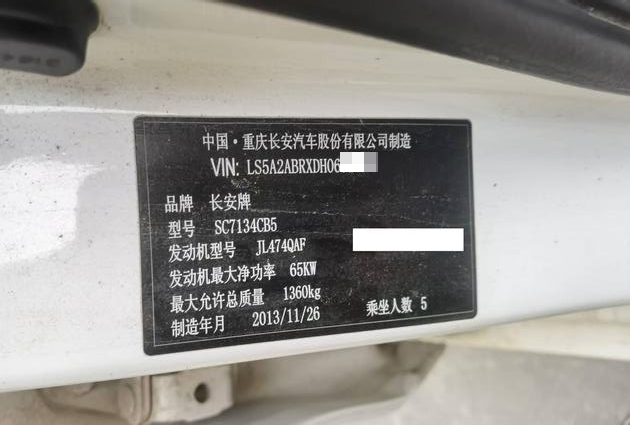 中国·重庆长安汽车股份有限公司制造
VIN: LS5A2ABRXDH06
品牌 长安牌
型号 SC7134CB5
发动机型号 JL474QAF
发动机最大净功率 65KW
最大允许总质量 1360kg
制造年月 2013/11/26 乘坐人数 5